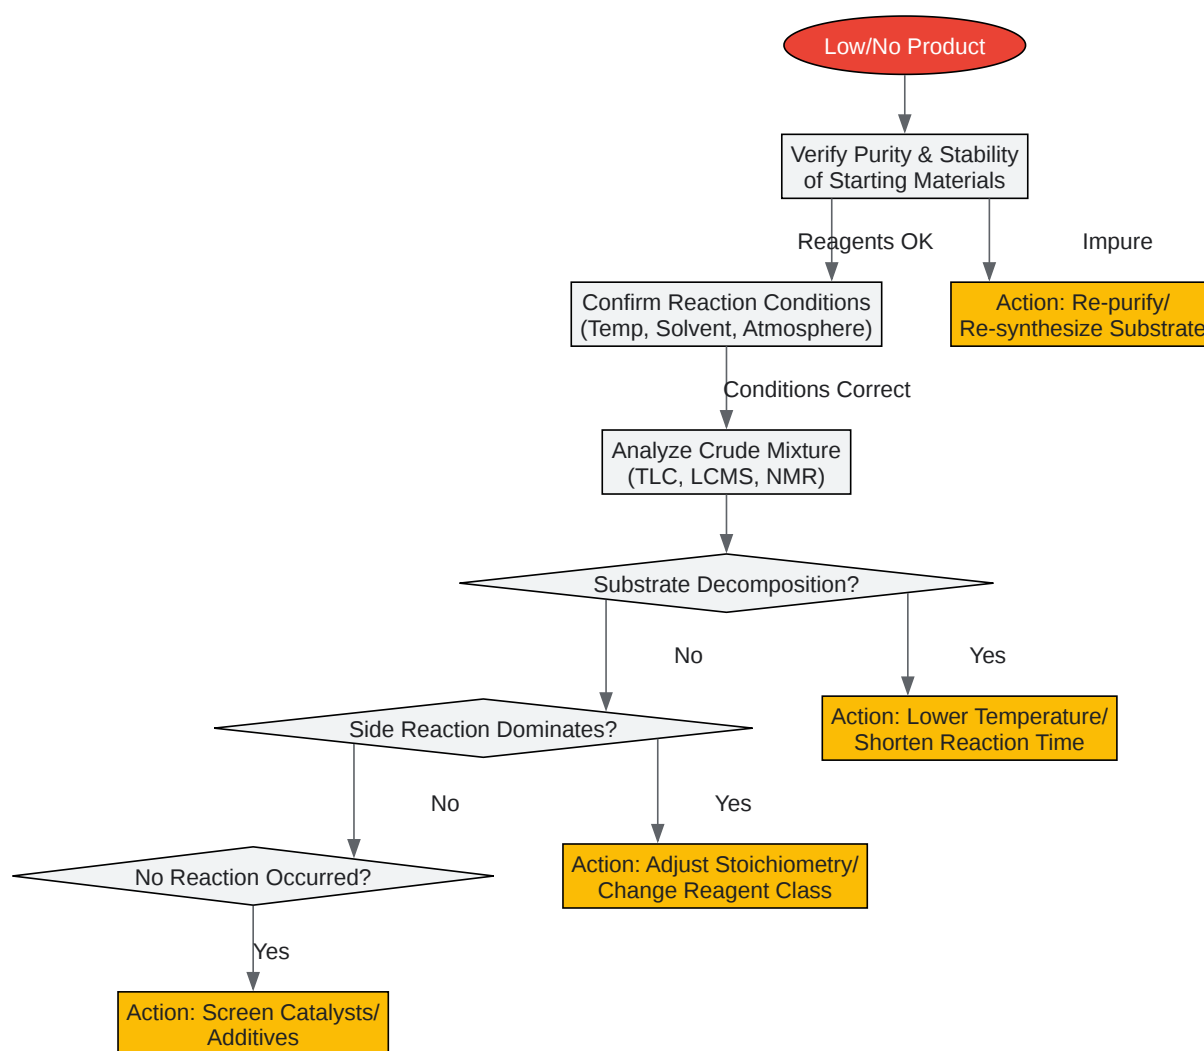 Low/No Product
Verify Purity & Stability
of Starting Materials
Reagents OK
Impure
Confirm Reaction Conditions
(Temp, Solvent, Atmosphere)
Action: Re-purify/
Re-synthesize Substrate
Conditions Correct
Analyze Crude Mixture
(TLC, LCMS, NMR)
Substrate Decomposition?
No
Yes
Action: Lower Temperature/
Shorten Reaction Time
Side Reaction Dominates?
No
Yes
Action: Adjust Stoichiometry/
Change Reagent Class
No Reaction Occurred?
Yes
Action: Screen Catalysts/
Additives